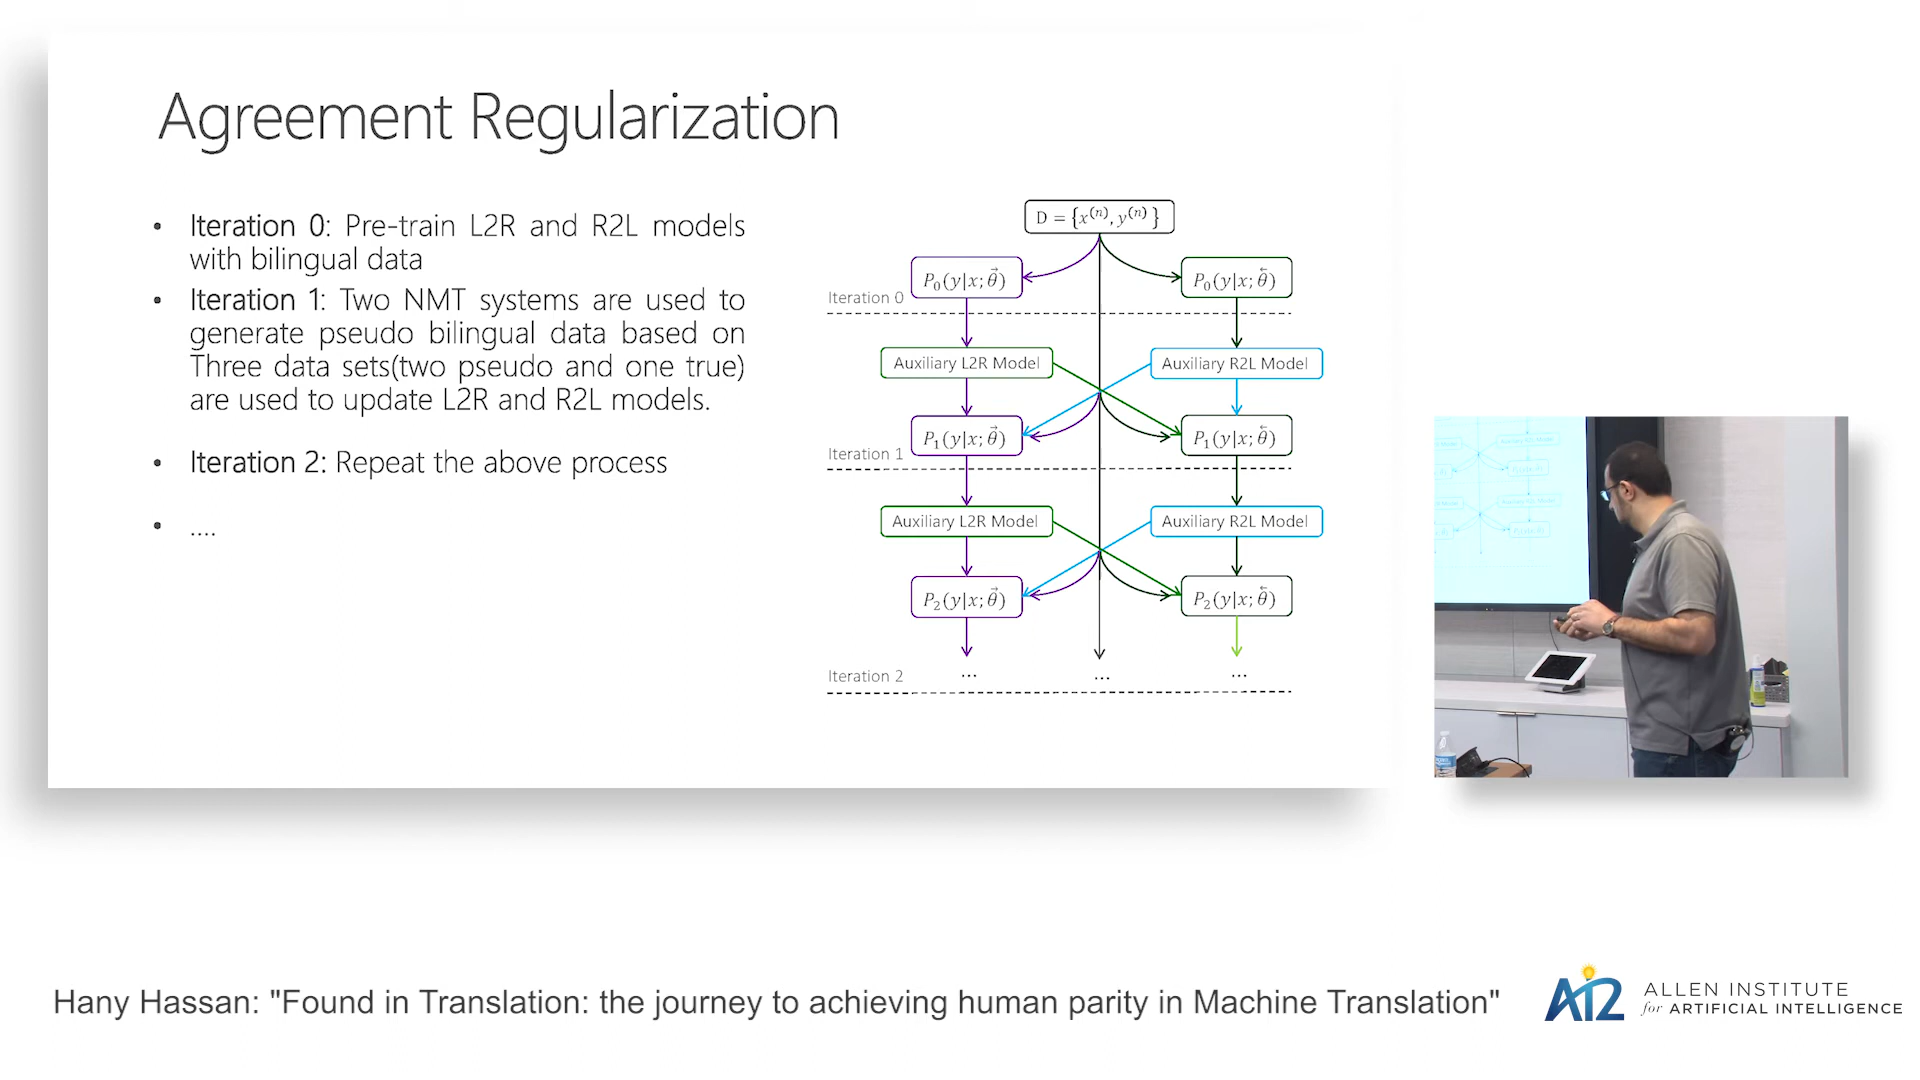 Agreement Regularization
• Iteration 0: Pre-train L2R and R2L models
with bilingual data
• Iteration 1: Two NMT systems are used to
generate pseudo bilingual data based on
Three data sets(two pseudo and one true)
are used to update L2R and R2L models.
• Iteration 2: Repeat the above process
• ....
D = {x⁽ⁿ⁾, y⁽ⁿ⁾}
P₀(y|x; θ⃗)
P₀(y|x; θ⃖)
Iteration 0
Auxiliary L2R Model
Auxiliary R2L Model
P₁(y|x; θ⃗)
P₁(y|x; θ⃖)
Iteration 1
Auxiliary L2R Model
Auxiliary R2L Model
P₂(y|x; θ⃗)
P₂(y|x; θ⃖)
Iteration 2
...
...
...
Hany Hassan: "Found in Translation: the journey to achieving human parity in Machine Translation"
AI2
ALLEN INSTITUTE
for ARTIFICIAL INTELLIGENCE